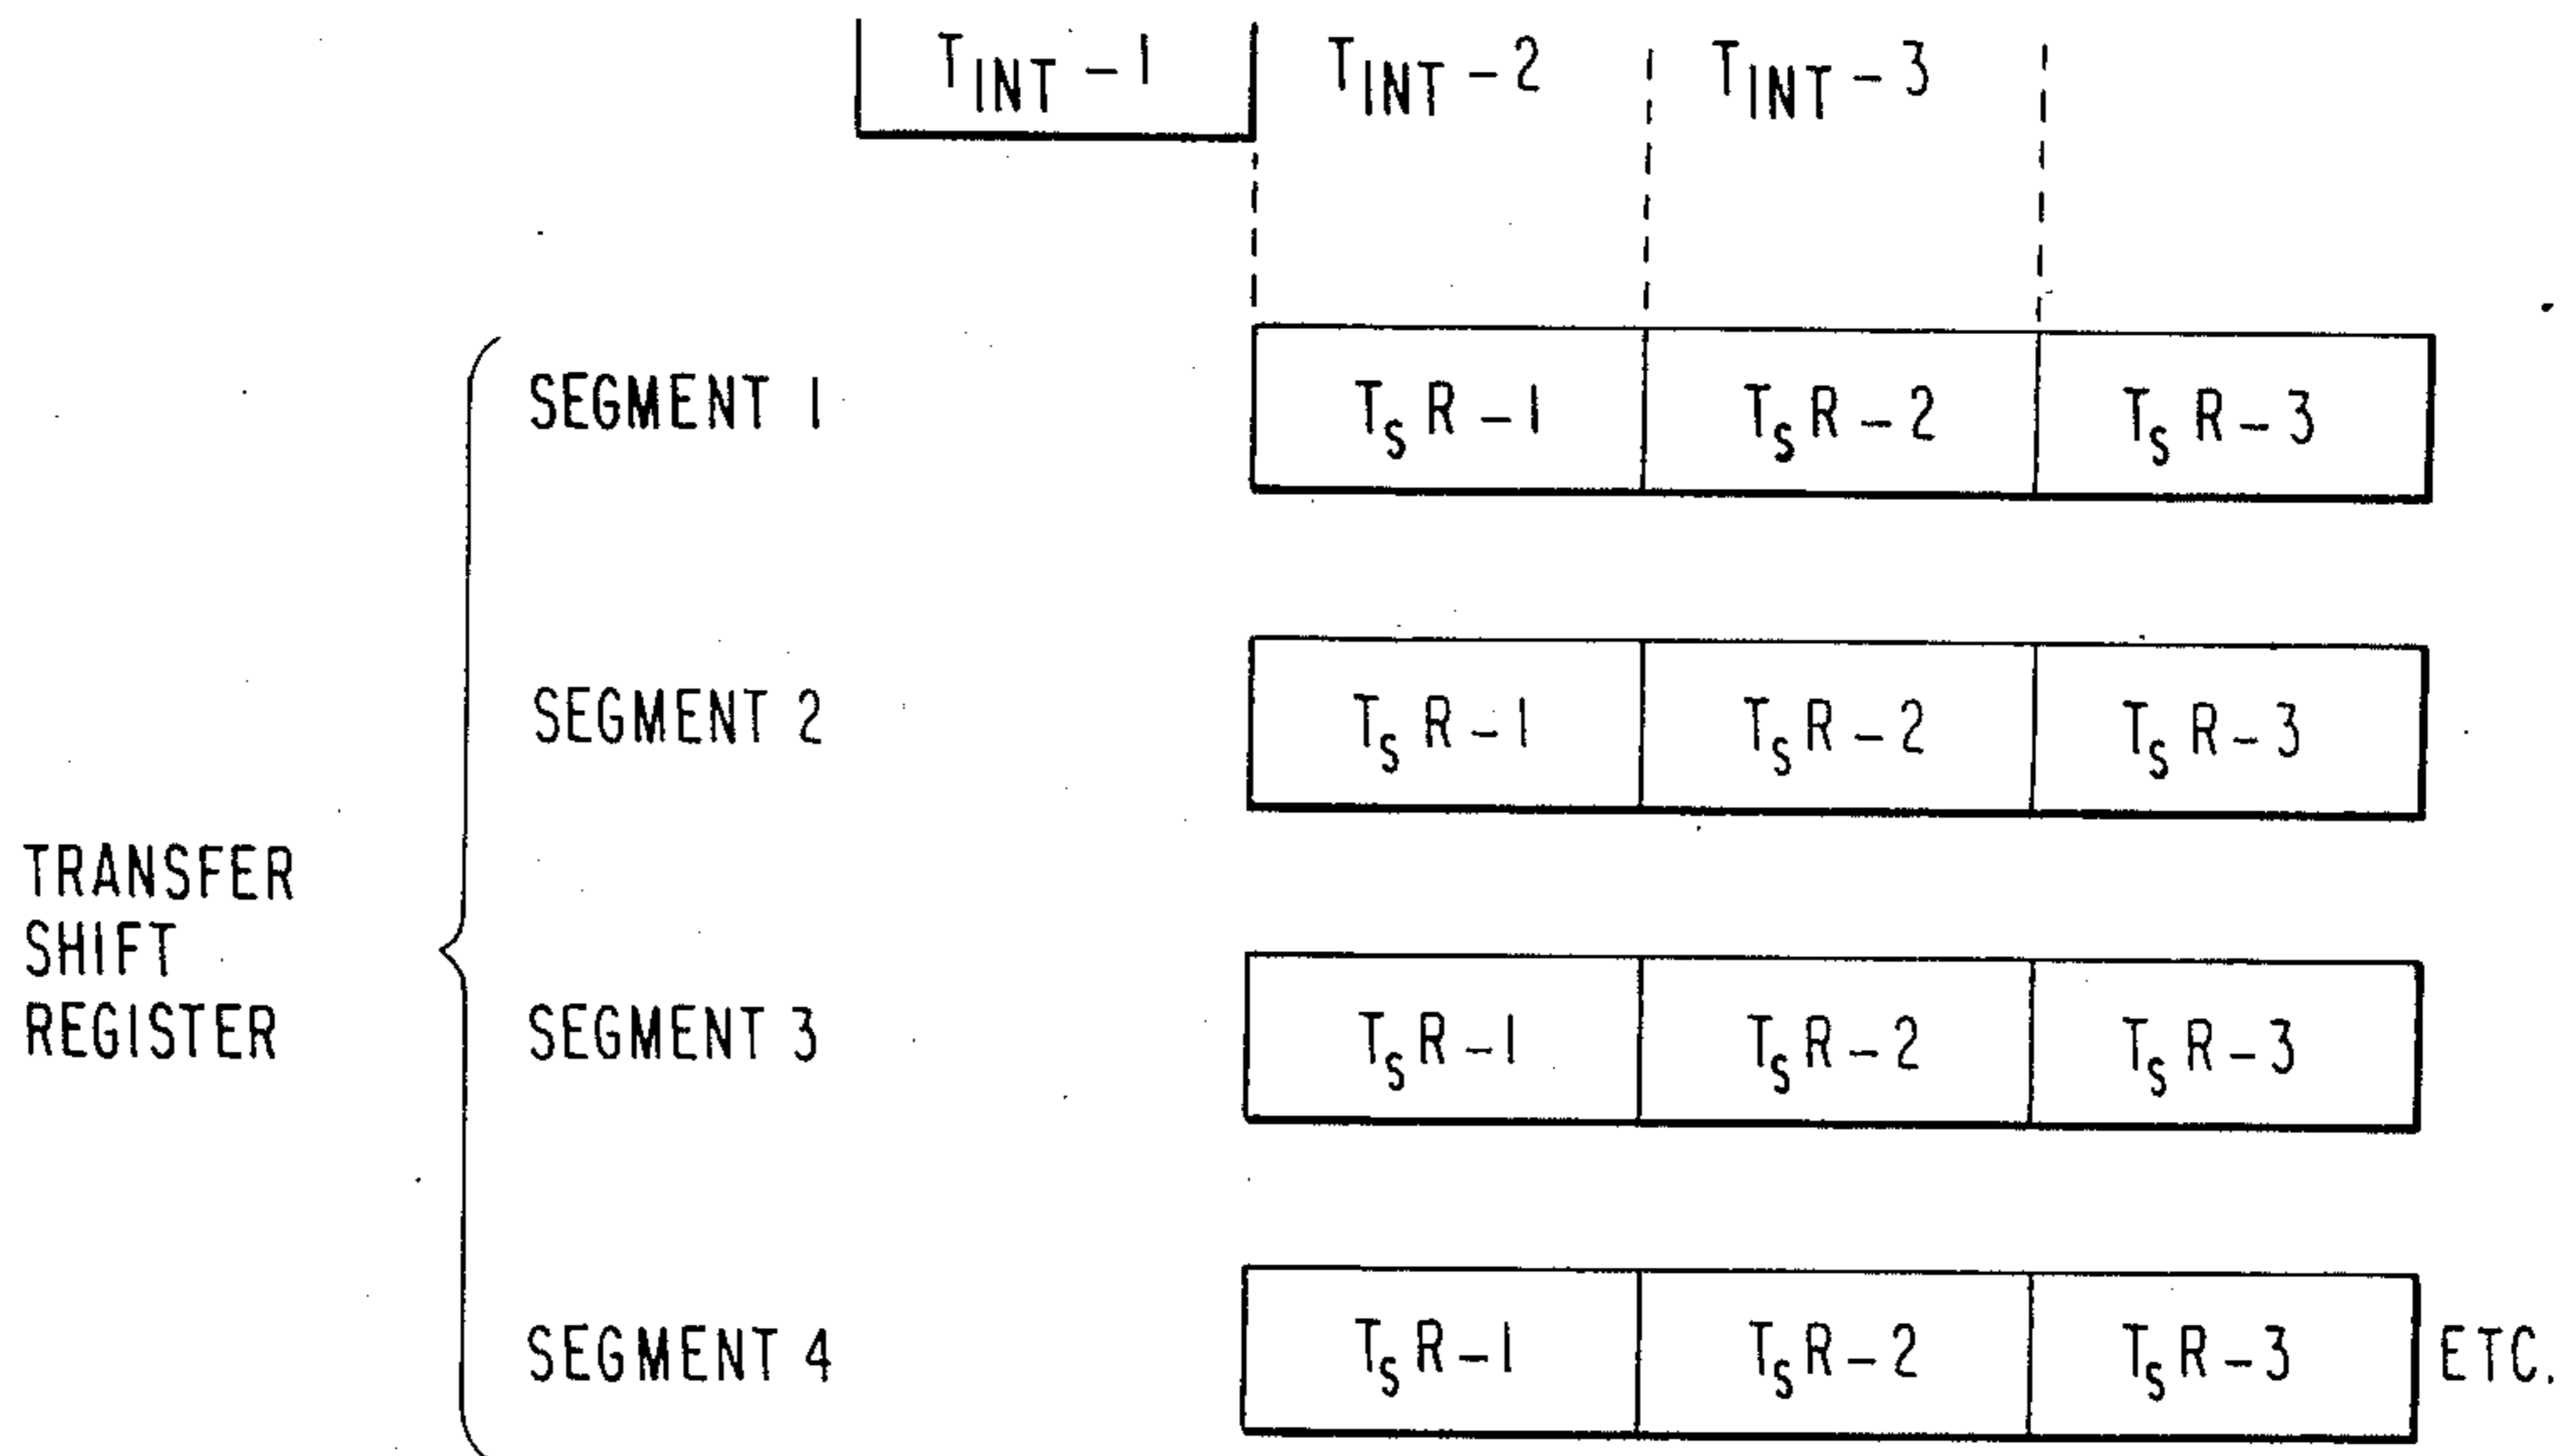 T_INT - 1 T_INT - 2 T_INT - 3
SEGMENT 1 T_S R - 1 T_S R - 2 T_S R - 3
SEGMENT 2 T_S R - 1 T_S R - 2 T_S R - 3
TRANSFER
SHIFT
REGISTER
SEGMENT 3 T_S R - 1 T_S R - 2 T_S R - 3
SEGMENT 4 T_S R - 1 T_S R - 2 T_S R - 3 ETC.